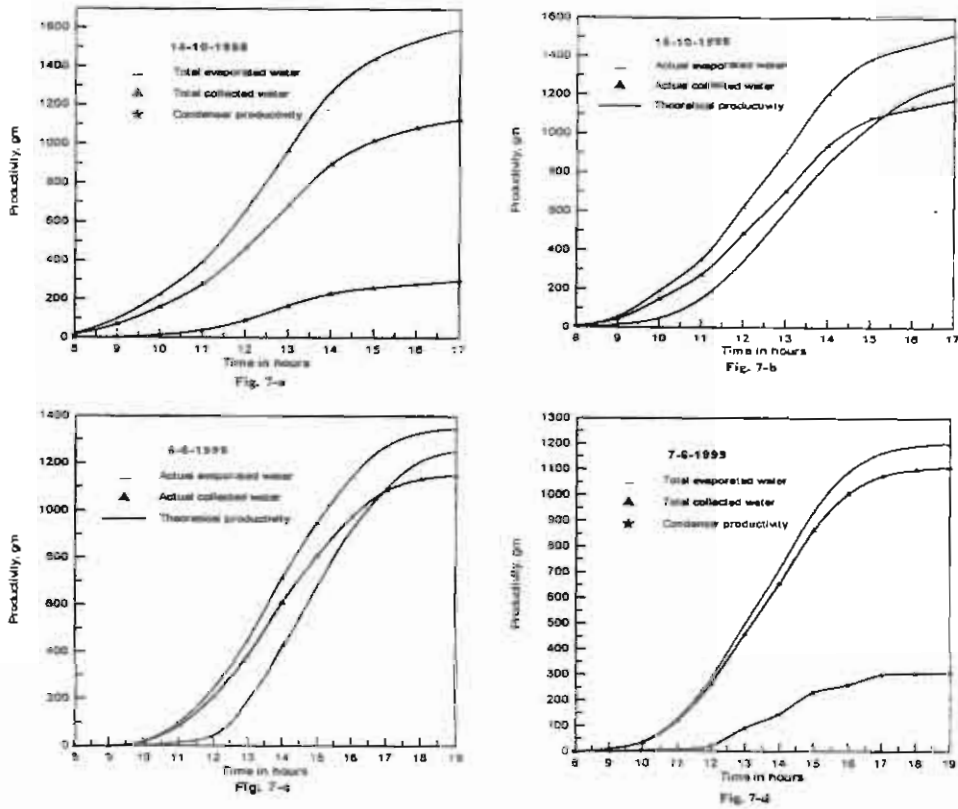 1600
1400
1200
1000
800
600
400
200
0
Productivity, gm
Total evaporated water
Total collected water
Condenser productivity
8 9 10 11 12 13 14 15 16 17
Time in hours
Fig. 7-a
1600
1400
1200
1000
800
600
400
200
0
Productivity, gm
Actual evaporated water
Actual collected water
Theoretical productivity
8 9 10 11 12 13 14 15 16 17
Time in hours
Fig. 7-b
1400
1200
1000
800
600
400
200
0
Productivity, gm
Actual evaporated water
Actual collected water
Theoretical productivity
8 9 10 11 12 13 14 15 16 17 18 19
Time in hours
Fig. 7-c
1300
1200
1100
1000
900
800
700
600
500
400
300
200
100
0
Productivity, gm
7-6-1999
Total evaporated water
Total collected water
Condenser productivity
8 9 10 11 12 13 14 15 16 17 18 19
Time in hours
Fig. 7-d